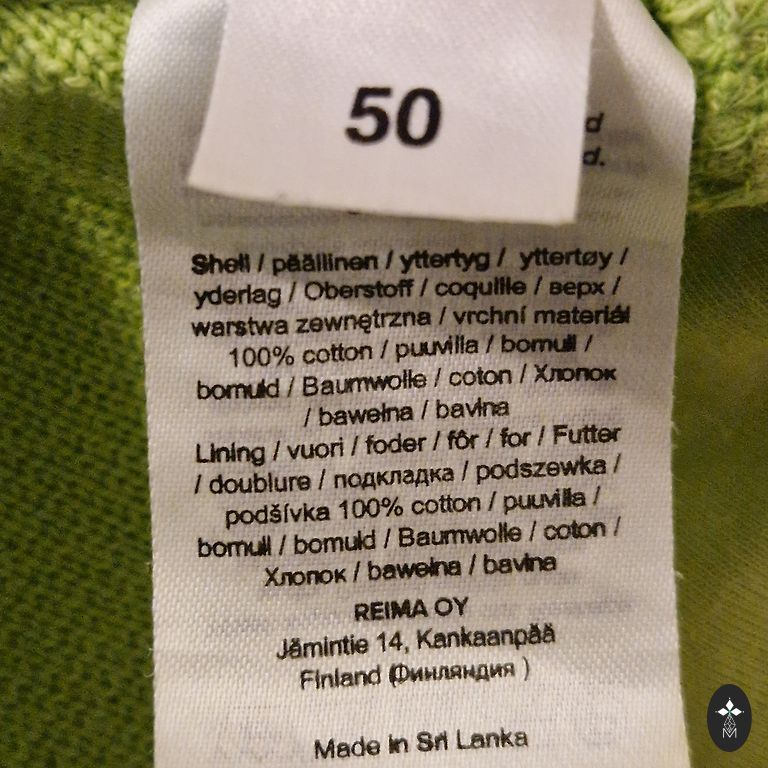 50
d
d.
Shell / päällinen / yttertyg / yttertøy /
yderlag / Oberstoff / coquille / верх /
warstwa zewnętrzna / vrchní materiál
100% cotton / puuvilla / bomull /
bomuld / Baumwolle / coton / Хлопок
/ bawełna / bavlna
Lining / vuori / foder / fôr / for / Futter
/ doublure / подкладка / podszewka /
podšívka 100% cotton / puuvilla /
bomull / bomuld / Baumwolle / coton /
Хлопок / bawełna / bavlna
REIMA OY
Jämintie 14, Kankaanpää
Finland (Финляндия )
Made in Sri Lanka
M